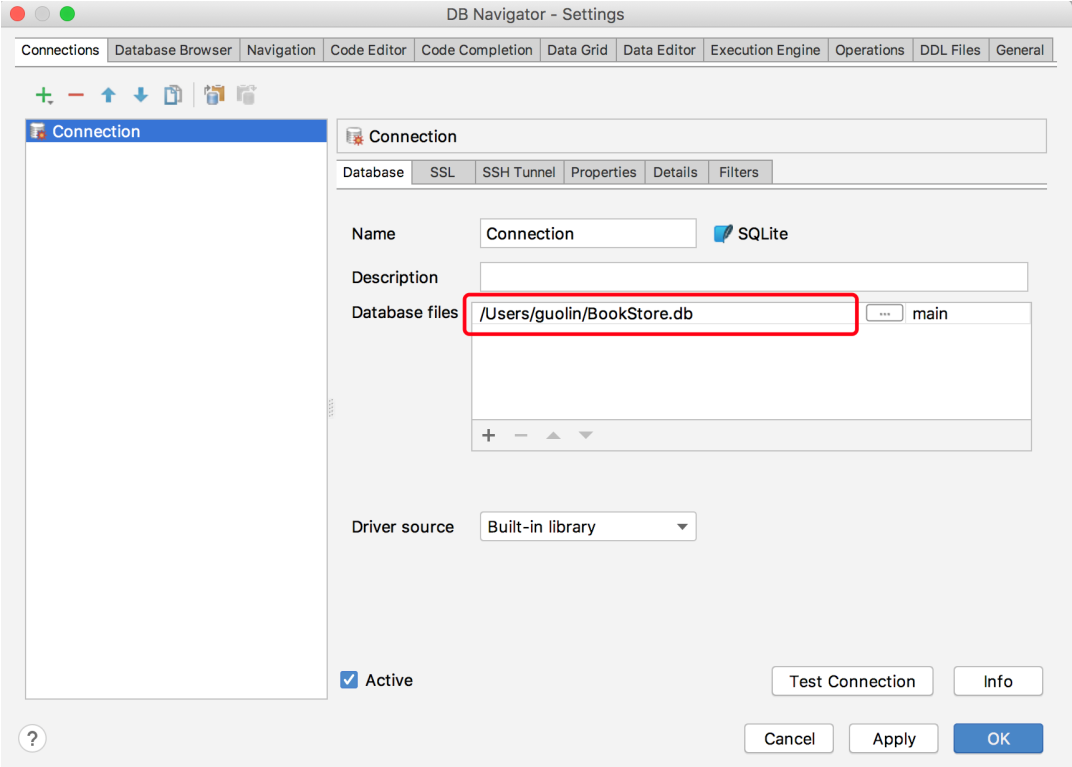 DB Navigator - Settings
Connections Database Browser Navigation Code Editor Code Completion Data Grid Data Editor Execution Engine Operations DDL Files General
Connection
Connection
Database SSL SSH Tunnel Properties Details Filters
Name Connection SQLite
Description
Database files /Users/guolin/BookStore.db ... main
Driver source Built-in library
Active
Test Connection Info
? Cancel Apply OK